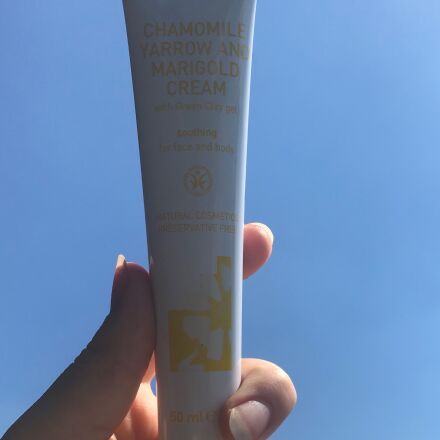 CHAMOMILE
YARROW AND
MARIGOLD
CREAM
with Green Clay gel
soothing
for face and body
NATURAL COSMETIC
PRESERVATIVE FREE
50 ml e